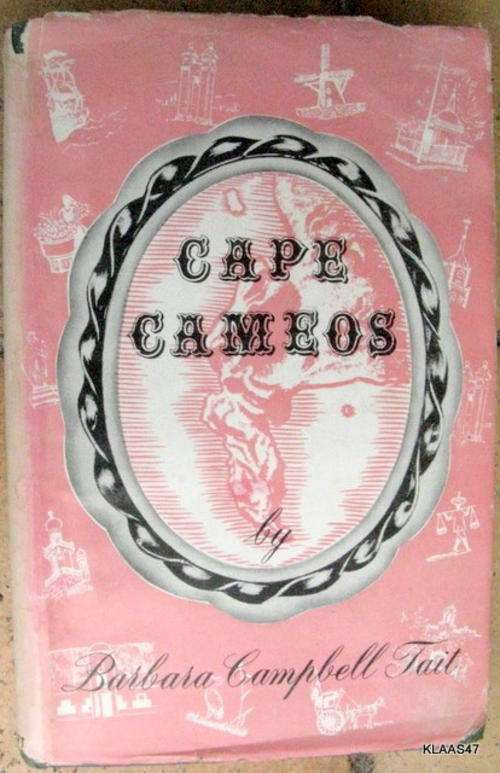 CAPE
CAMEOS
by
Barbara Campbell Tait
KLAAS47